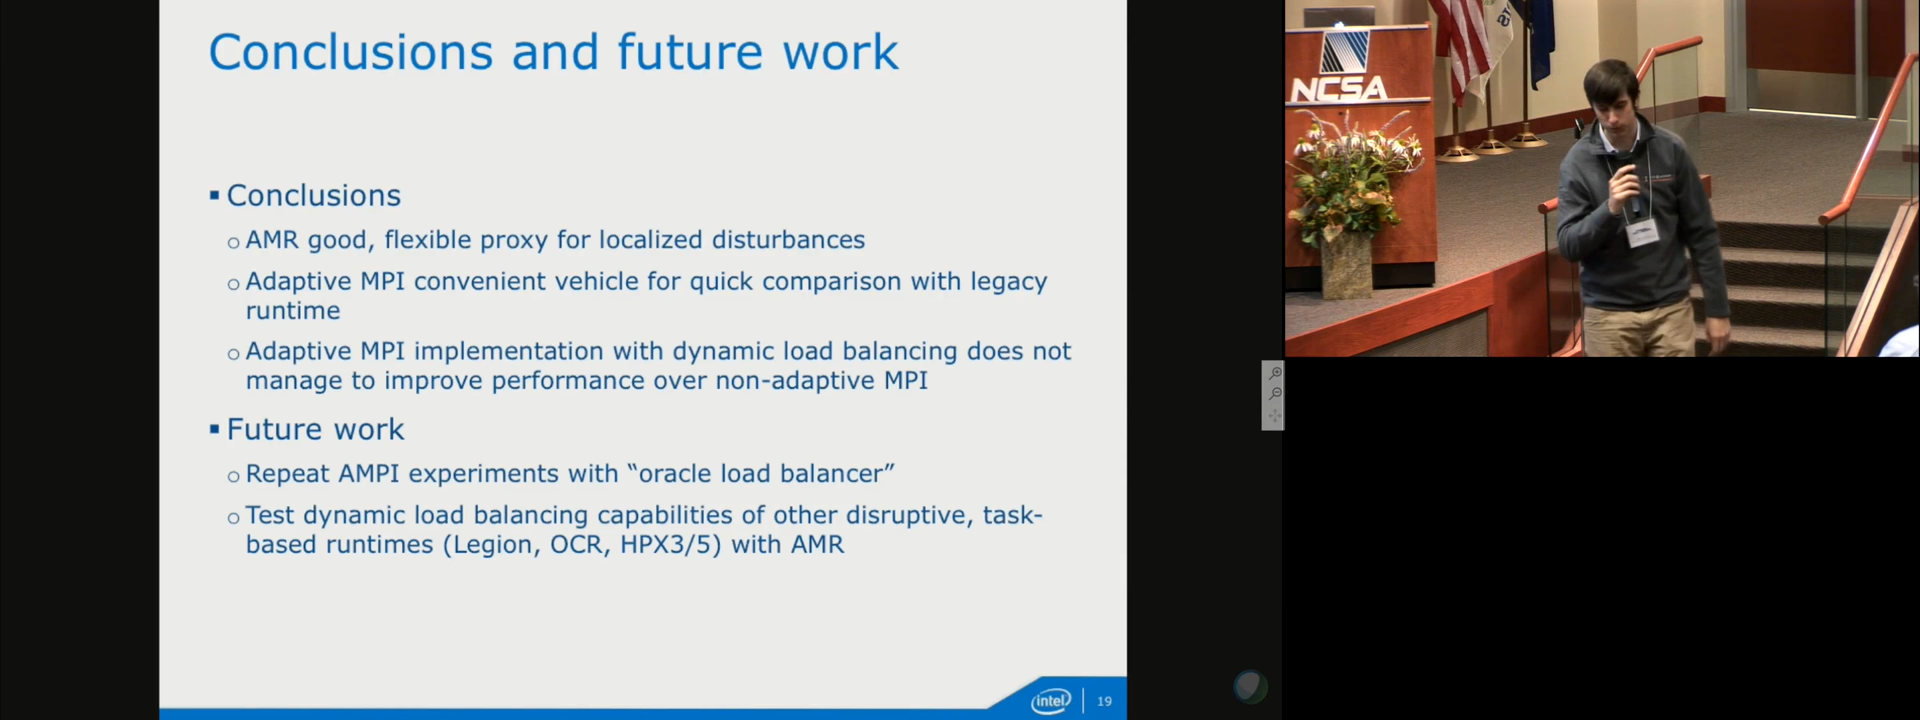 Conclusions and future work
▪ Conclusions
o AMR good, flexible proxy for localized disturbances
o Adaptive MPI convenient vehicle for quick comparison with legacy
runtime
o Adaptive MPI implementation with dynamic load balancing does not
manage to improve performance over non-adaptive MPI
▪ Future work
o Repeat AMPI experiments with “oracle load balancer”
o Test dynamic load balancing capabilities of other disruptive, task-
based runtimes (Legion, OCR, HPX3/5) with AMR
intel
19
NCSA